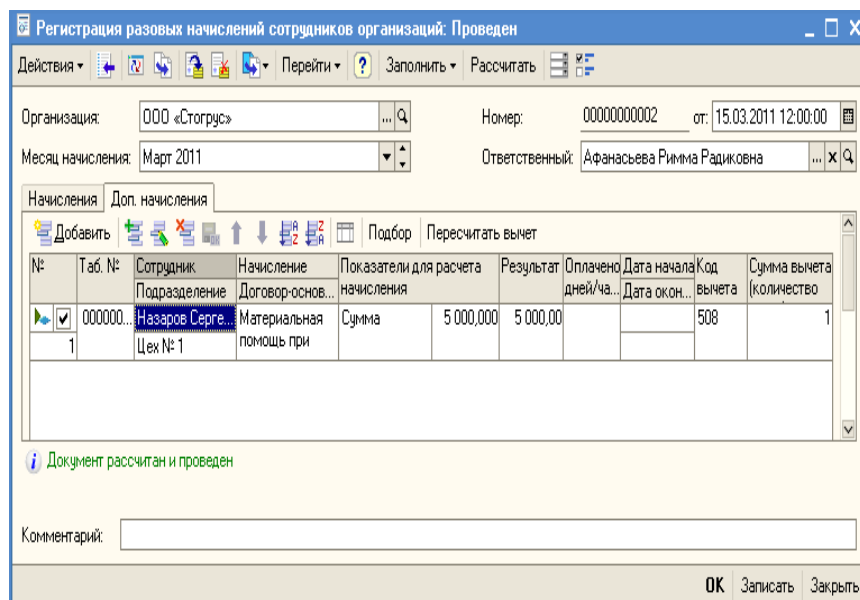 Регистрация разовых начислений сотрудников организаций: Проведен
Действия Перейти ? Заполнить Рассчитать
Организация: ООО «Стогрус» ... Номер: 00000000002 от: 15.03.2011 12:00:00
Месяц начисления: Март 2011 Ответственный: Афанасьева Римма Радиковна ... x
Начисления Доп. начисления
Добавить Подбор Пересчитать вычет
№ Таб. № Сотрудник Начисление Показатели для расчета Результат Оплачено Дата начала Код Сумма вычета
Подразделение Договор-основ... начисления дней/ча... Дата окон... вычета (количество
000000... Назаров Серге... Материальная Сумма 5 000,000 5 000,00 508 1
1 Цех № 1 помощь при
Документ рассчитан и проведен
Комментарий:
OK Записать Закрыть